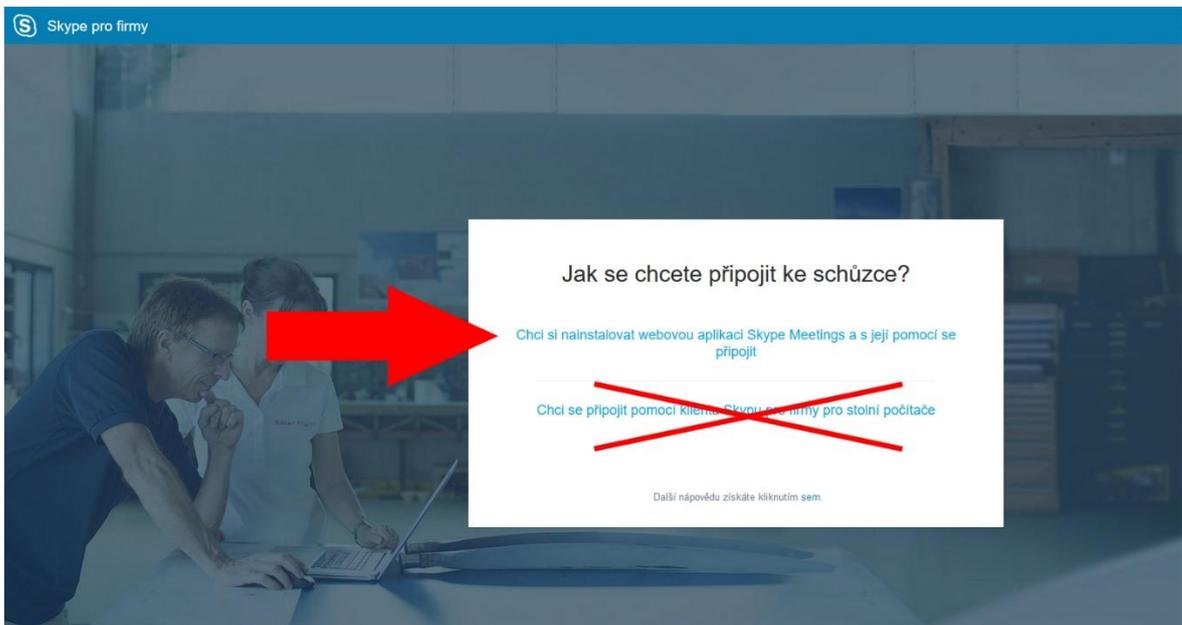 Skype pro firmy
Jak se chcete připojit ke schůzce?
Chci si nainstalovat webovou aplikaci Skype Meetings a s její pomocí se
připojit
Chci se připojit pomocí klienta Skypu pro firmy pro stolní počítače
Další nápovědu získáte kliknutím sem.